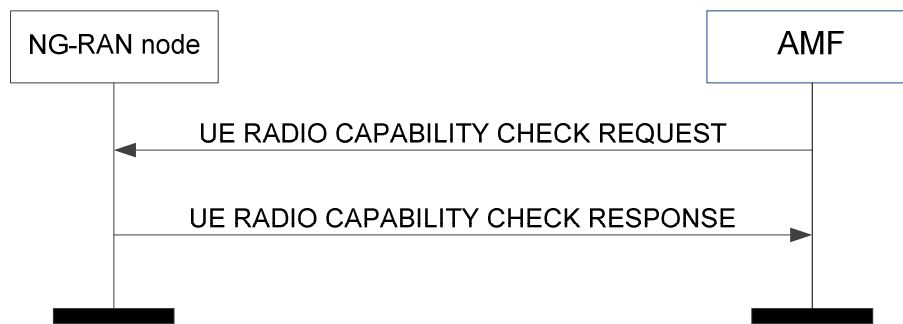 NG-RAN node
AMF
UE RADIO CAPABILITY CHECK REQUEST
UE RADIO CAPABILITY CHECK RESPONSE